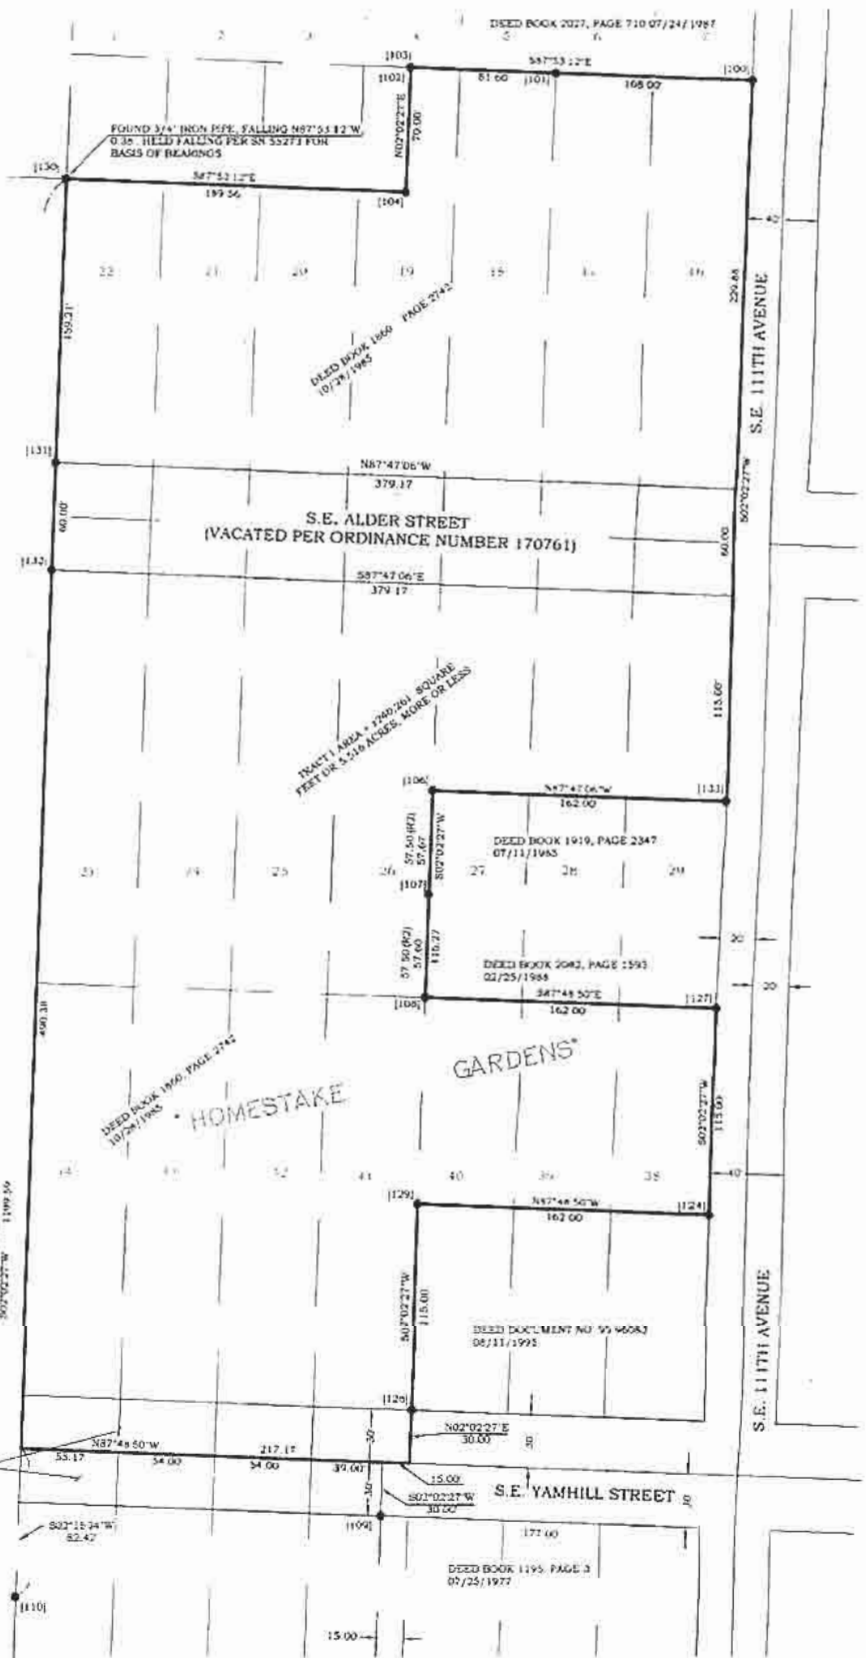 DEED BOOK 2027, PAGE 710 07/24/1987
[103]
S87°53'12"E
[100]
[102]
81.60
[101]
168.00
N02°02'27"E
70.00'
FOUND 3/4" IRON PIPE, FALLING N87°53'12"W,
0.38'. HELD FALLING PER SN 55273 FOR
BASIS OF BEARINGS
[130]
S87°53'12"E
189.56
[104]
40
22
21
20
19
18
17
16
229.88
159.21'
DEED BOOK 1860 PAGE 2742
10/28/1985
S.E. 111TH AVENUE
[131]
N87°47'06"W
379.17
S02°02'27"W
60.00'
S.E. ALDER STREET
(VACATED PER ORDINANCE NUMBER 170761)
60.00
[132]
S87°47'06"E
379.17
115.60'
TRACT 1 AREA = 240,261 SQUARE
FEET OR 5.516 ACRES, MORE OR LESS
[106]
N87°47'06"W
162.00
[133]
57.50 (R2)
57.67
S02°02'27"W
DEED BOOK 1919, PAGE 2347
07/11/1985
24
25
26
27
28
29
[107]
57.50 (R2)
57.60
115.27
20
DEED BOOK 2082, PAGE 1593
02/25/1988
S87°48'50"E
162.00
[108]
[127]
20
490.38
DEED BOOK 1860, PAGE 2742
10/28/1985
"HOMESTAKE
GARDENS"
S02°02'27"W
115.00
41
40
39
38
40
[129]
N87°48'50"W
162.00
[124]
S02°02'27"W
1199.59
S02°02'27"W
115.00
DEED DOCUMENT NO. 95-96083
08/11/1995
S.E. 111TH AVENUE
[126]
N02°02'27"E
30.00'
30'
30'
N87°48'50"W
217.17
55.17
54.00
54.00
39.00'
15.00'
S.E. YAMHILL STREET
30'
S02°02'27"W
30.00'
30'
[109]
177.00
82.42'
DEED BOOK 1195, PAGE 3
07/25/1977
[110]
15.00